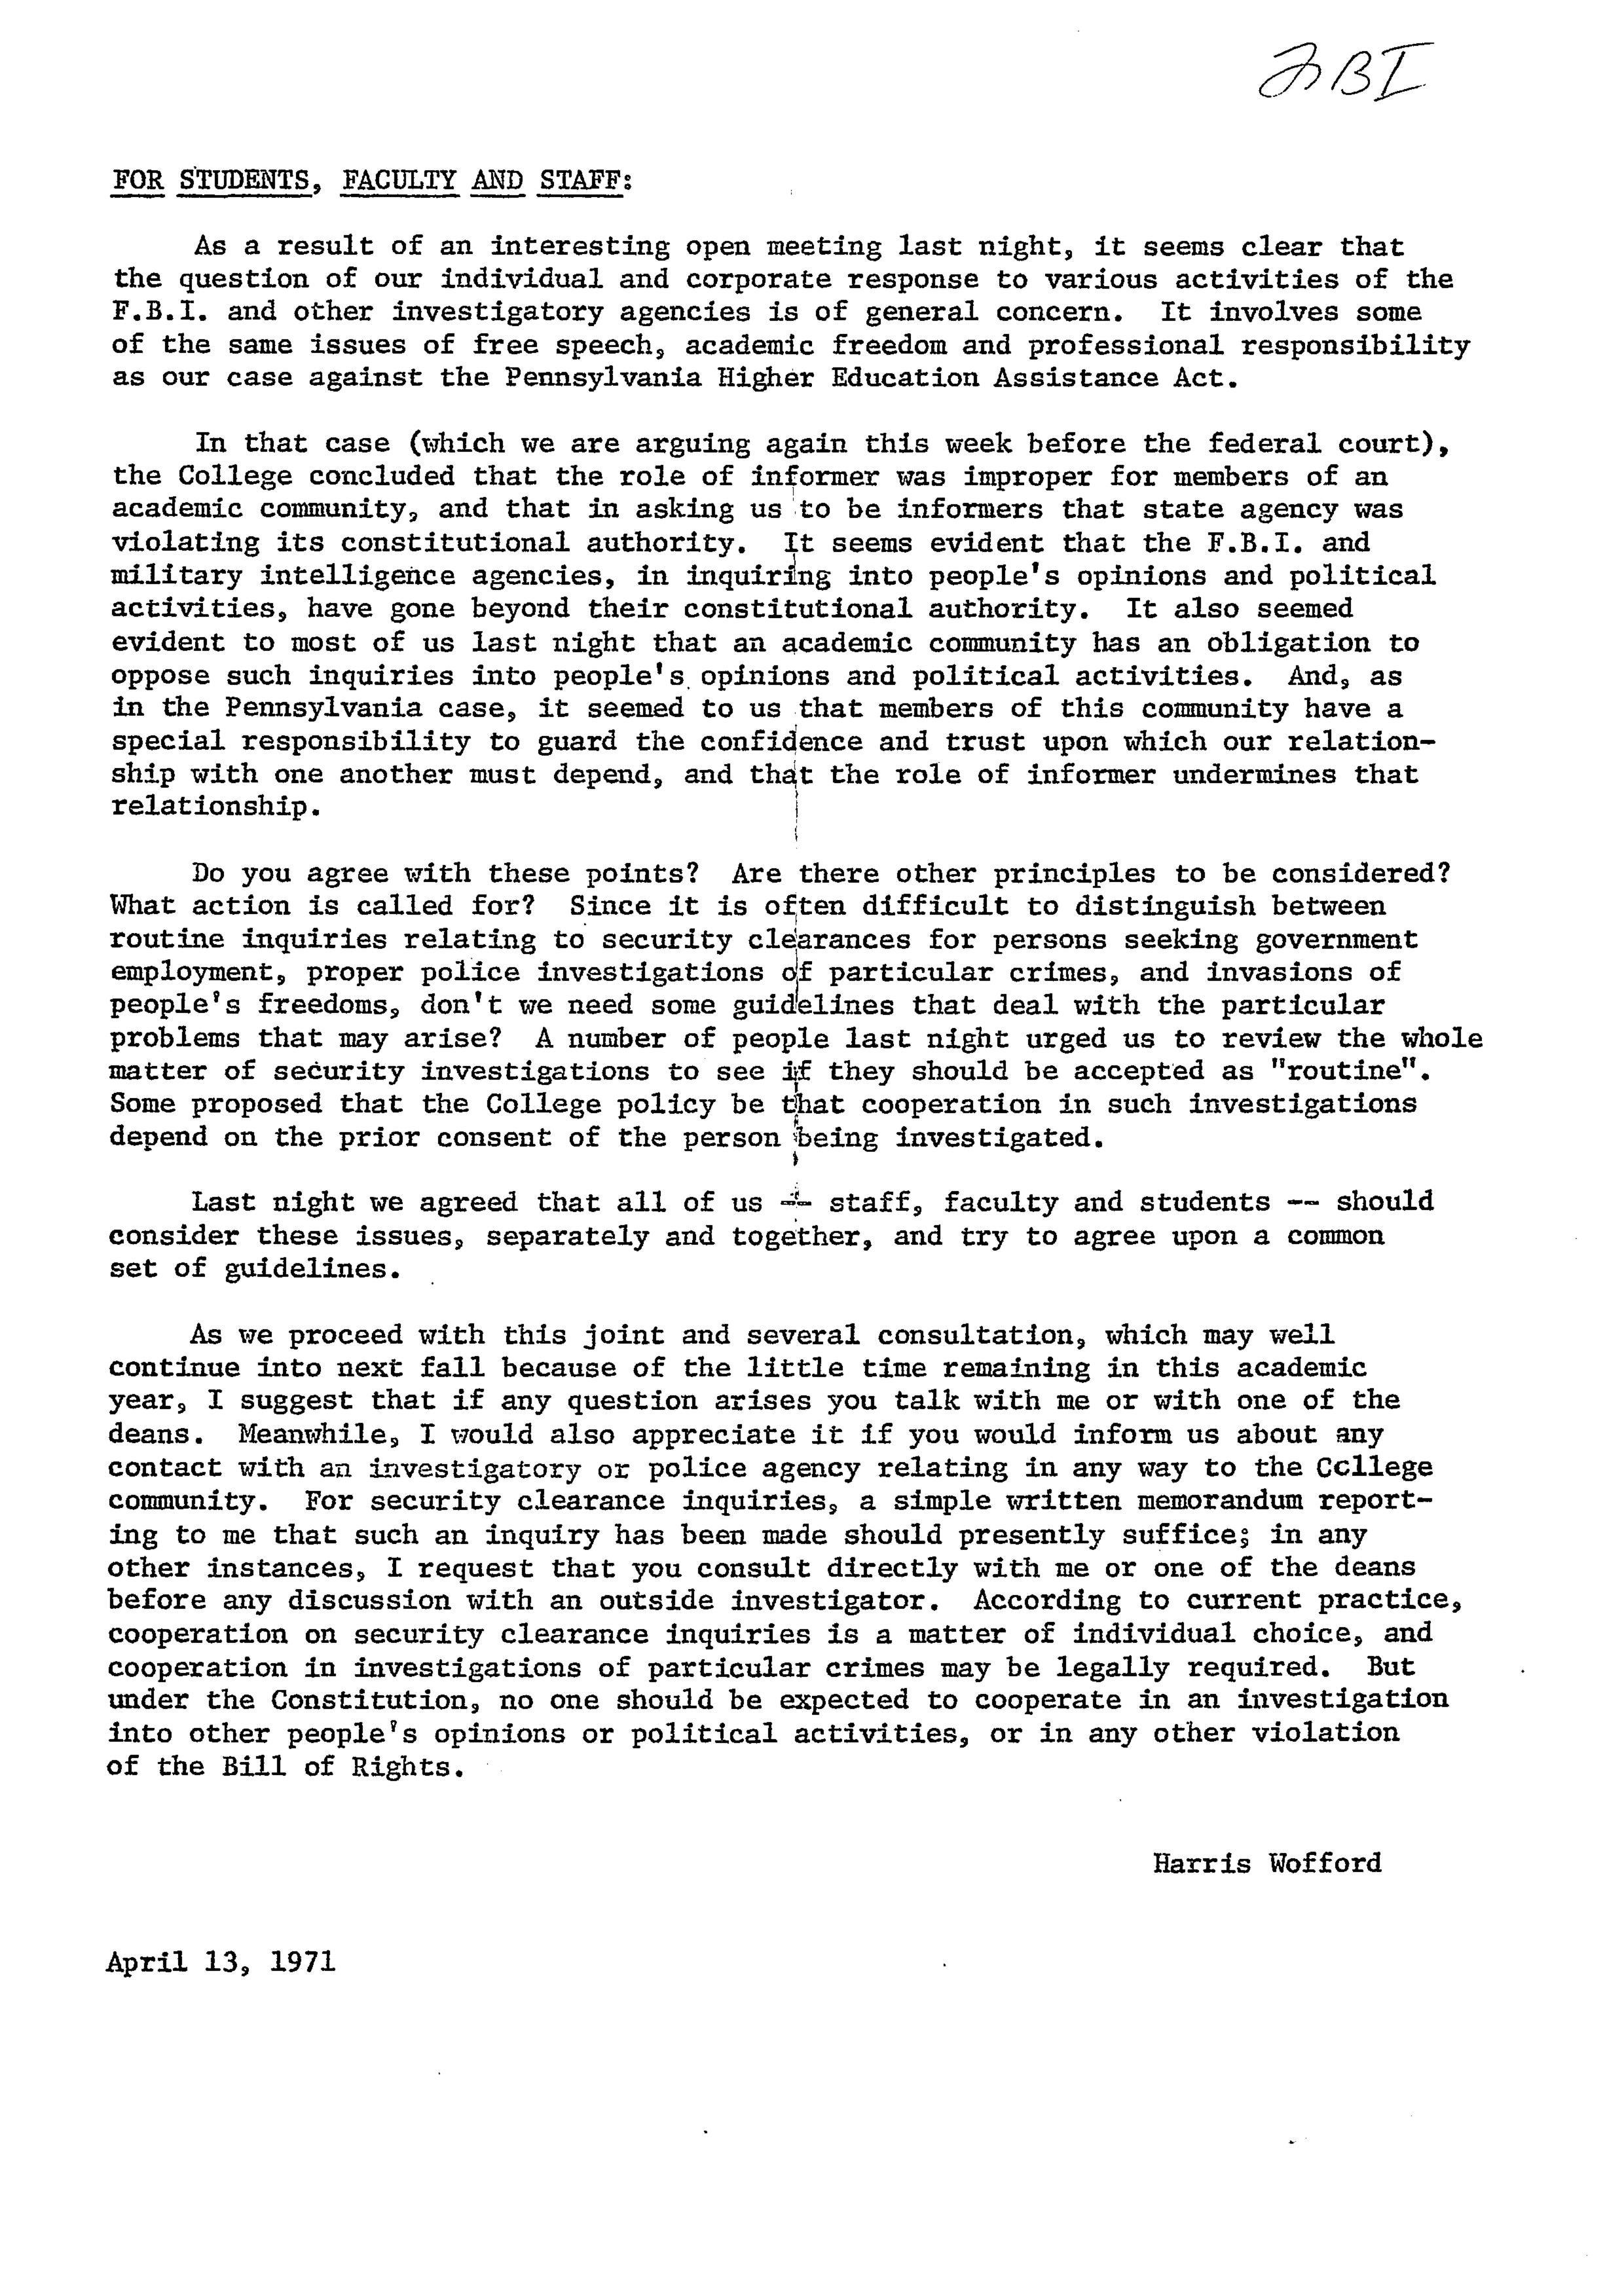 FBI
FOR STUDENTS, FACULTY AND STAFF:
As a result of an interesting open meeting last night, it seems clear that
the question of our individual and corporate response to various activities of the
F.B.I. and other investigatory agencies is of general concern. It involves some
of the same issues of free speech, academic freedom and professional responsibility
as our case against the Pennsylvania Higher Education Assistance Act.
In that case (which we are arguing again this week before the federal court),
the College concluded that the role of informer was improper for members of an
academic community, and that in asking us to be informers that state agency was
violating its constitutional authority. It seems evident that the F.B.I. and
military intelligence agencies, in inquiring into people's opinions and political
activities, have gone beyond their constitutional authority. It also seemed
evident to most of us last night that an academic community has an obligation to
oppose such inquiries into people's opinions and political activities. And, as
in the Pennsylvania case, it seemed to us that members of this community have a
special responsibility to guard the confidence and trust upon which our relation-
ship with one another must depend, and that the role of informer undermines that
relationship.
Do you agree with these points? Are there other principles to be considered?
What action is called for? Since it is often difficult to distinguish between
routine inquiries relating to security clearances for persons seeking government
employment, proper police investigations of particular crimes, and invasions of
people's freedoms, don't we need some guidelines that deal with the particular
problems that may arise? A number of people last night urged us to review the whole
matter of security investigations to see if they should be accepted as "routine".
Some proposed that the College policy be that cooperation in such investigations
depend on the prior consent of the person being investigated.
Last night we agreed that all of us -- staff, faculty and students -- should
consider these issues, separately and together, and try to agree upon a common
set of guidelines.
As we proceed with this joint and several consultation, which may well
continue into next fall because of the little time remaining in this academic
year, I suggest that if any question arises you talk with me or with one of the
deans. Meanwhile, I would also appreciate it if you would inform us about any
contact with an investigatory or police agency relating in any way to the College
community. For security clearance inquiries, a simple written memorandum report-
ing to me that such an inquiry has been made should presently suffice; in any
other instances, I request that you consult directly with me or one of the deans
before any discussion with an outside investigator. According to current practice,
cooperation on security clearance inquiries is a matter of individual choice, and
cooperation in investigations of particular crimes may be legally required. But
under the Constitution, no one should be expected to cooperate in an investigation
into other people's opinions or political activities, or in any other violation
of the Bill of Rights.
Harris Wofford
April 13, 1971